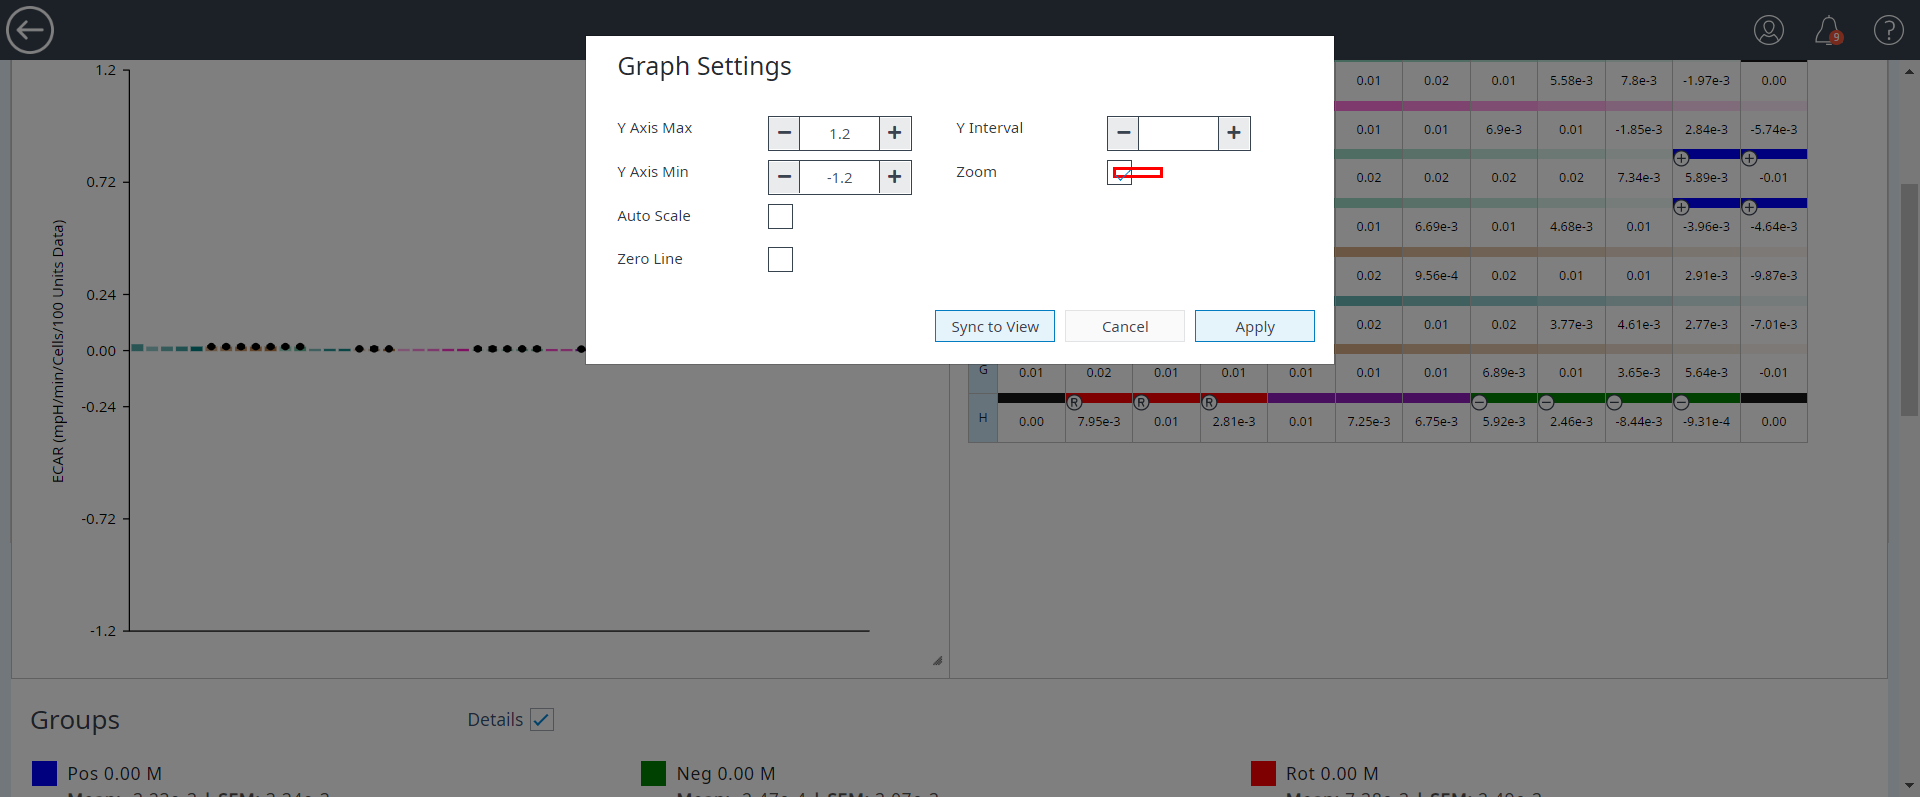 9
Graph Settings
Y Axis Max
1.2
Y Interval
Y Axis Min
-1.2
Zoom
Auto Scale
Zero Line
Sync to View
Cancel
Apply
ECAR (mpH/min/Cells/100 Units Data)
1.2
0.72
0.24
0.00
-0.24
-0.72
-1.2
0.01 0.02 0.01 5.58e-3 7.8e-3 -1.97e-3 0.00
0.01 0.01 6.9e-3 0.01 -1.85e-3 2.84e-3 -5.74e-3
0.02 0.02 0.02 0.02 7.34e-3 5.89e-3 -0.01
0.01 6.69e-3 0.01 4.68e-3 0.01 -3.96e-3 -4.64e-3
0.02 9.56e-4 0.02 0.01 0.01 2.91e-3 -9.87e-3
0.02 0.01 0.02 3.77e-3 4.61e-3 2.77e-3 -7.01e-3
G 0.01 0.02 0.01 0.01 0.01 0.01 0.01 6.89e-3 0.01 3.65e-3 5.64e-3 -0.01
R R R
H 0.00 7.95e-3 0.01 2.81e-3 0.01 7.25e-3 6.75e-3 5.92e-3 2.46e-3 -8.44e-3 -9.31e-4 0.00
Groups
Details
Pos 0.00 M
Neg 0.00 M
Rot 0.00 M